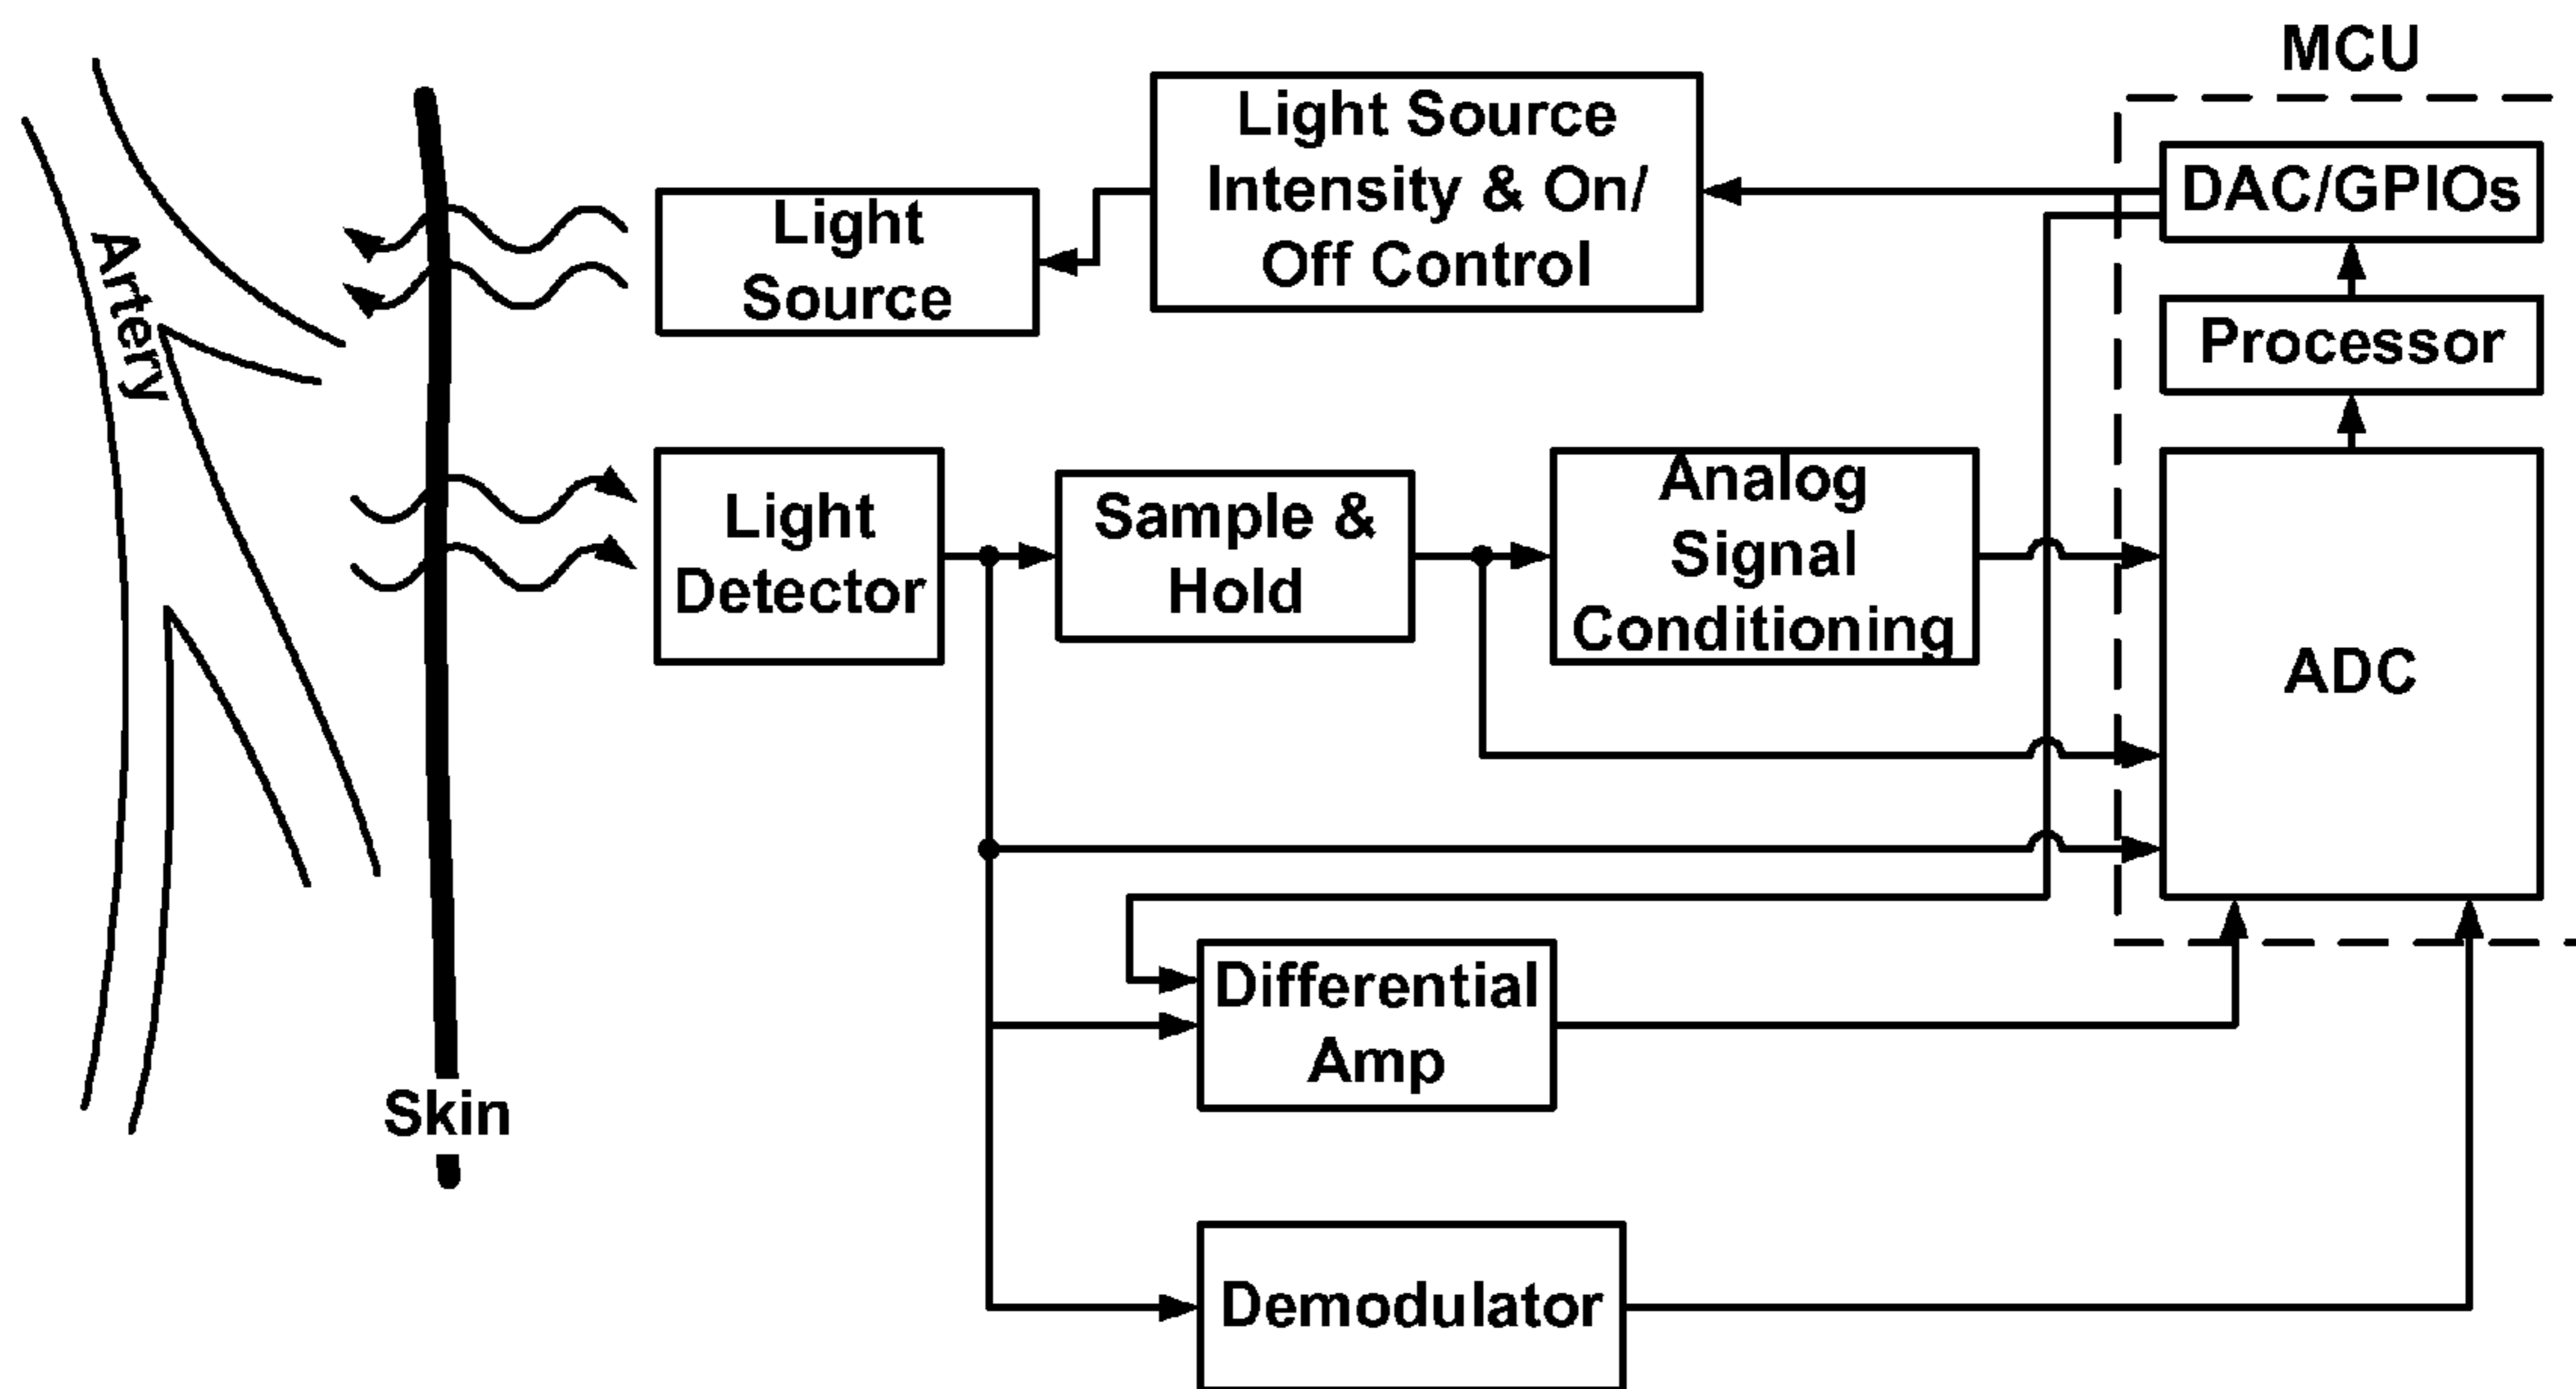 MCU
Light Source
Intensity & On/
Off Control
DAC/GPIOs
Light
Source
Artery
Processor
Light
Detector
Sample &
Hold
Analog
Signal
Conditioning
ADC
Differential
Amp
Skin
Demodulator